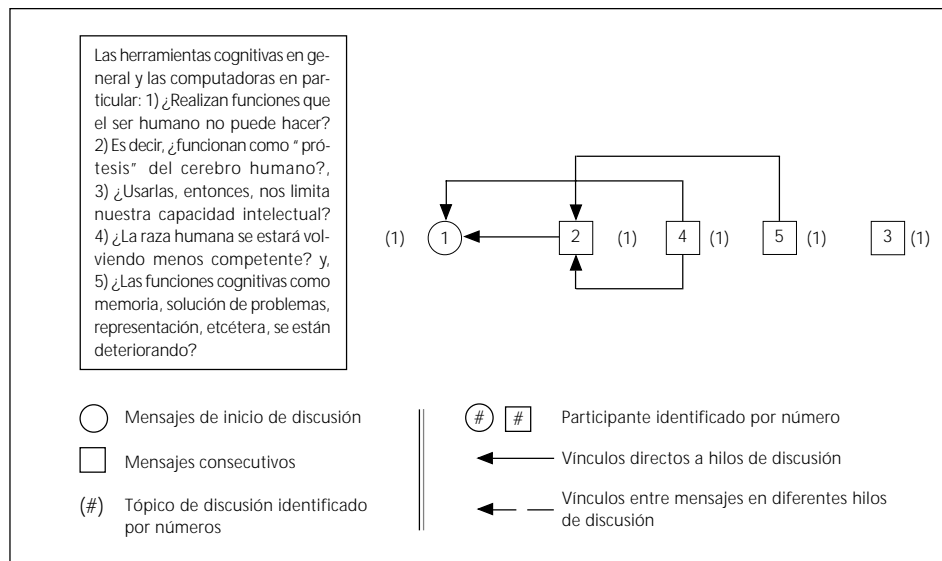 Las herramientas cognitivas en ge-
neral y las computadoras en par-
ticular: 1) ¿Realizan funciones que
el ser humano no puede hacer?
2) Es decir, ¿funcionan como " pró-
tesis" del cerebro humano?,
3) ¿Usarlas, entonces, nos limita
nuestra capacidad intelectual?
4) ¿La raza humana se estará vol-
viendo menos competente? y,
5) ¿Las funciones cognitivas como
memoria, solución de problemas,
representación, etcétera, se están
deteriorando?
(1) 1 2 (1) 4 (1) 5 (1) 3 (1)
Mensajes de inicio de discusión
Mensajes consecutivos
(#) Tópico de discusión identificado
por números
# # Participante identificado por número
Vínculos directos a hilos de discusión
Vínculos entre mensajes en diferentes hilos
de discusión